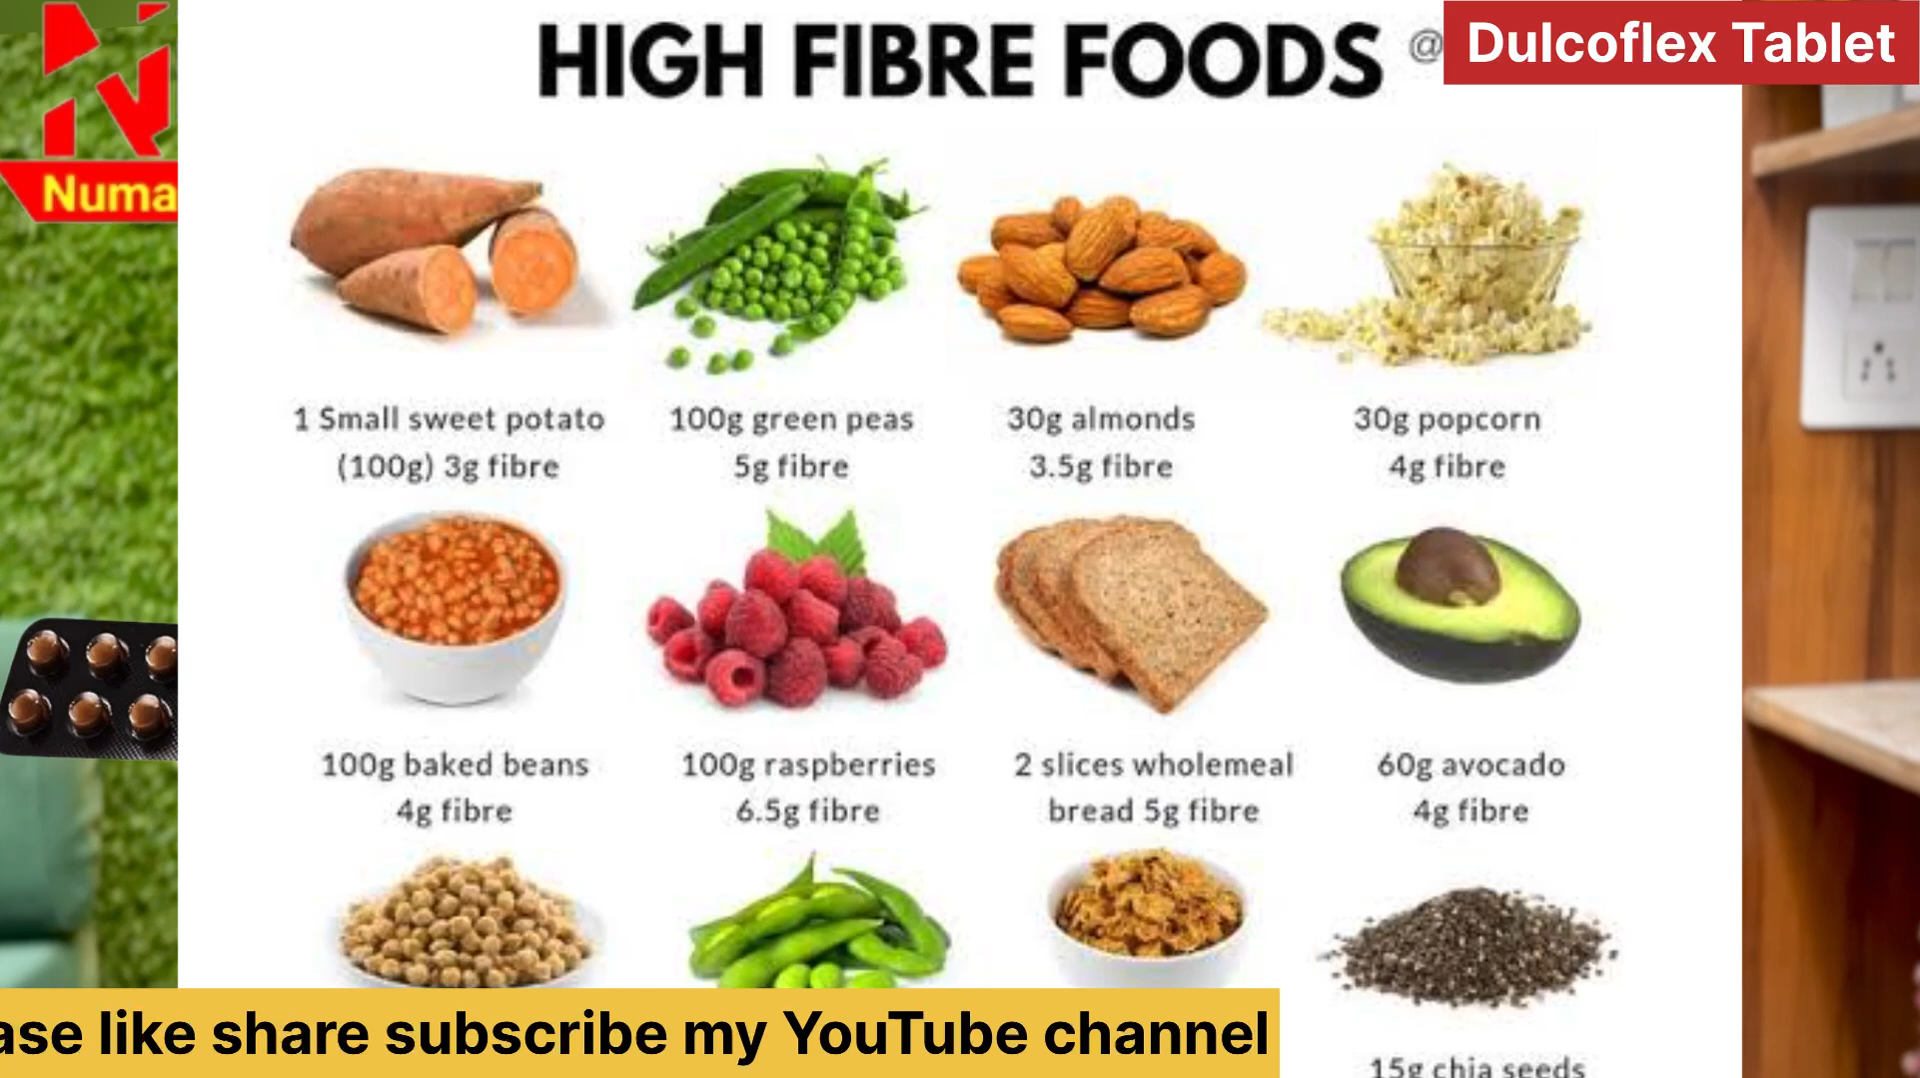 HIGH FIBRE FOODS @
Dulcoflex Tablet
Numa
1 Small sweet potato
(100g) 3g fibre
100g green peas
5g fibre
30g almonds
3.5g fibre
30g popcorn
4g fibre
100g baked beans
4g fibre
100g raspberries
6.5g fibre
2 slices wholemeal
bread 5g fibre
60g avocado
4g fibre
15g chia seeds
ase like share subscribe my YouTube channel